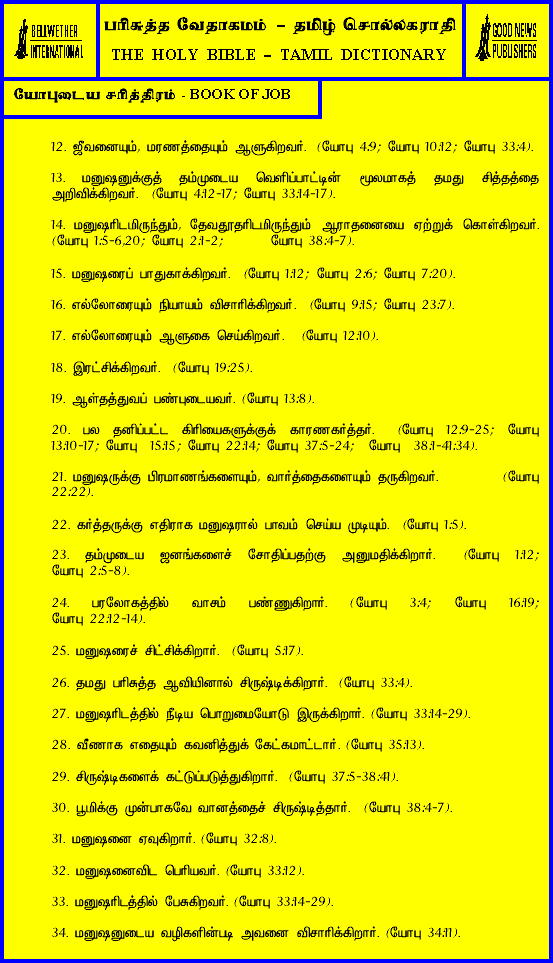 BELLWETHER
INTERNATIONAL
பரிசுத்த வேதாகமம் – தமிழ் சொல்லகராதி
THE HOLY BIBLE – TAMIL DICTIONARY
GOOD NEWS
PUBLISHERS
யோபுடைய சரித்திரம் - BOOK OF JOB
12. ஜீவனையும், மரணத்தையும் ஆளுகிறவர். (யோபு 4:9; யோபு 10:12; யோபு 33:4).
13. மனுஷனுக்குத் தம்முடைய வெளிப்பாட்டின் மூலமாகத் தமது சித்தத்தை
அறிவிக்கிறவர். (யோபு 4:12-17; யோபு 33:14-17).
14. மனுஷரிடமிருந்தும், தேவதூதரிடமிருந்தும் ஆராதனையை ஏற்றுக் கொள்கிறவர்.
(யோபு 1:5-6,20; யோபு 2:1-2; யோபு 38:4-7).
15. மனுஷரைப் பாதுகாக்கிறவர். (யோபு 1:12; யோபு 2:6; யோபு 7:20).
16. எல்லோரையும் நியாயம் விசாரிக்கிறவர். (யோபு 9:15; யோபு 23:7).
17. எல்லோரையும் ஆளுகை செய்கிறவர். (யோபு 12:10).
18. இரட்சிக்கிறவர். (யோபு 19:25).
19. ஆள்தத்துவப் பண்புடையவர். (யோபு 13:8).
20. பல தனிப்பட்ட கிரியைகளுக்குக் காரணகர்த்தர். (யோபு 12:9-25; யோபு
13:10-17; யோபு 15:15; யோபு 22:14; யோபு 37:5-24; யோபு 38:1-41:34).
21. மனுஷருக்கு பிரமாணங்களையும், வார்த்தைகளையும் தருகிறவர். (யோபு
22:22).
22. கர்த்தருக்கு எதிராக மனுஷரால் பாவம் செய்ய முடியும். (யோபு 1:5).
23. தம்முடைய ஜனங்களைச் சோதிப்பதற்கு அனுமதிக்கிறார். (யோபு 1:12;
யோபு 2:5-8).
24. பரலோகத்தில் வாசம் பண்ணுகிறார். (யோபு 3:4; யோபு 16:19;
யோபு 22:12-14).
25. மனுஷரைச் சிட்சிக்கிறார். (யோபு 5:17).
26. தமது பரிசுத்த ஆவியினால் சிருஷ்டிக்கிறார். (யோபு 33:4).
27. மனுஷரிடத்தில் நீடிய பொறுமையோடு இருக்கிறார். (யோபு 33:14-29).
28. வீணாக எதையும் கவனித்துக் கேட்கமாட்டார். (யோபு 35:13).
29. சிருஷ்டிகளைக் கட்டுப்படுத்துகிறார். (யோபு 37:5-38:41).
30. பூமிக்கு முன்பாகவே வானத்தைச் சிருஷ்டித்தார். (யோபு 38:4-7).
31. மனுஷனை ஏவுகிறார். (யோபு 32:8).
32. மனுஷனைவிட பெரியவர். (யோபு 33:12).
33. மனுஷரிடத்தில் பேசுகிறவர். (யோபு 33:14-29).
34. மனுஷனுடைய வழிகளின்படி அவனை விசாரிக்கிறார். (யோபு 34:11).